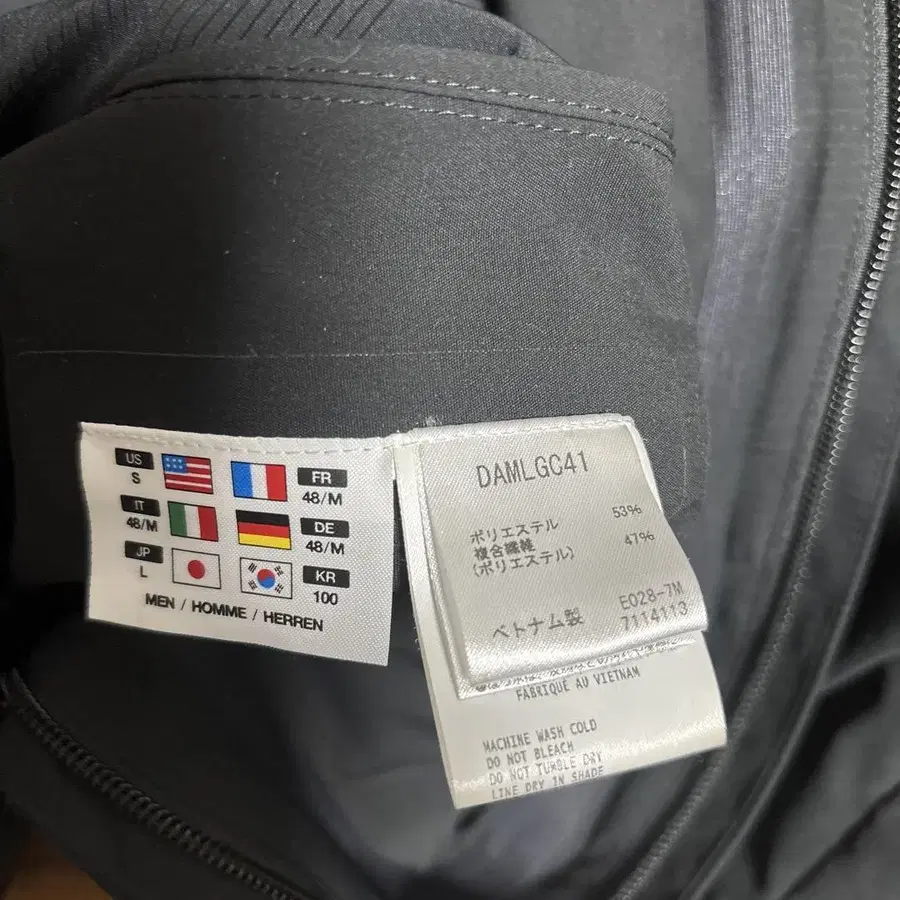 US
S
FR
48/M
IT
48/M
DE
48/M
JP
L
KR
100
MEN / HOMME / HERREN
DAMLGC41
ポリエステル 53%
複合繊維 47%
(ポリエステル)
ベトナム製
E028-7M
7114113
FABRIQUÉ AU VIETNAM
MACHINE WASH COLD
DO NOT BLEACH
DO NOT TUMBLE DRY
LINE DRY IN SHADE